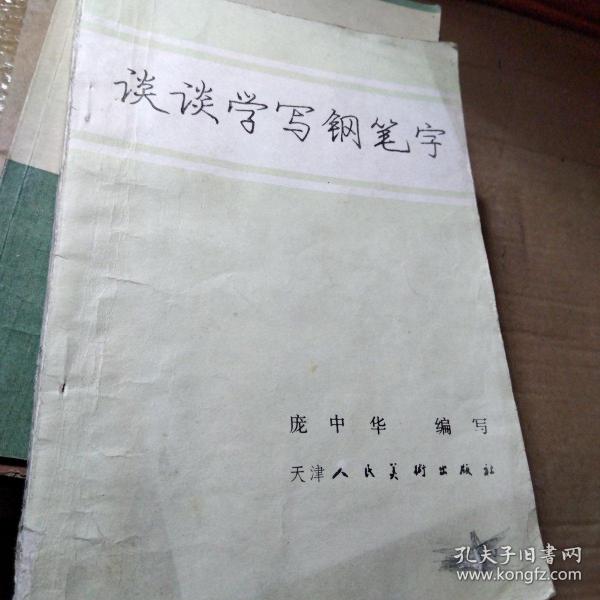 谈谈学写钢笔字
庞中华 编写
天津人民美術出版社
孔夫子旧书网
www.kongfz.com